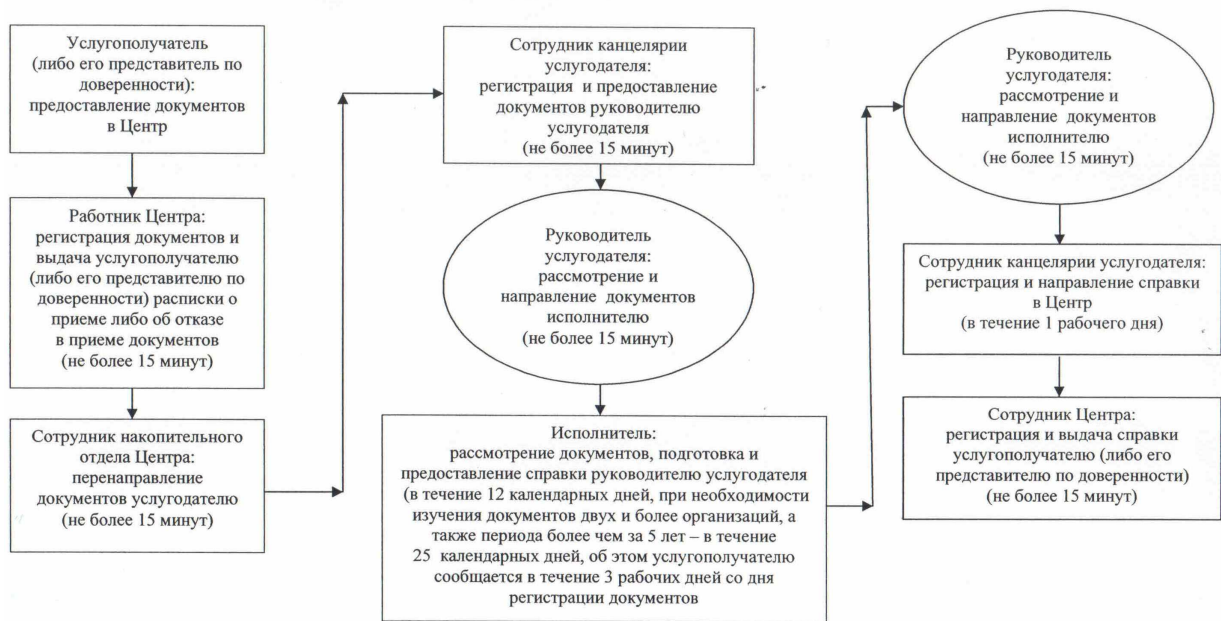 Услугополучатель
(либо его представитель по
доверенности):
предоставление документов
в Центр
Работник Центра:
регистрация документов и
выдача услугополучателю
(либо его представителю по
доверенности) расписки о
приеме либо об отказе
в приеме документов
(не более 15 минут)
Сотрудник накопительного
отдела Центра:
перенаправление
документов услугодателю
(не более 15 минут)
Сотрудник канцелярии
услугодателя:
регистрация и предоставление
документов руководителю
услугодателя
(не более 15 минут)
Руководитель
услугодателя:
рассмотрение и
направление документов
исполнителю
(не более 15 минут)
Исполнитель:
рассмотрение документов, подготовка и
предоставление справки руководителю услугодателя
(в течение 12 календарных дней, при необходимости
изучения документов двух и более организаций, а
также периода более чем за 5 лет – в течение
25 календарных дней, об этом услугополучателю
сообщается в течение 3 рабочих дней со дня
регистрации документов
Руководитель
услугодателя:
рассмотрение и
направление документов
исполнителю
(не более 15 минут)
Сотрудник канцелярии услугодателя:
регистрация и направление справки
в Центр
(в течение 1 рабочего дня)
Сотрудник Центра:
регистрация и выдача справки
услугополучателю (либо его
представителю по доверенности)
(не более 15 минут)